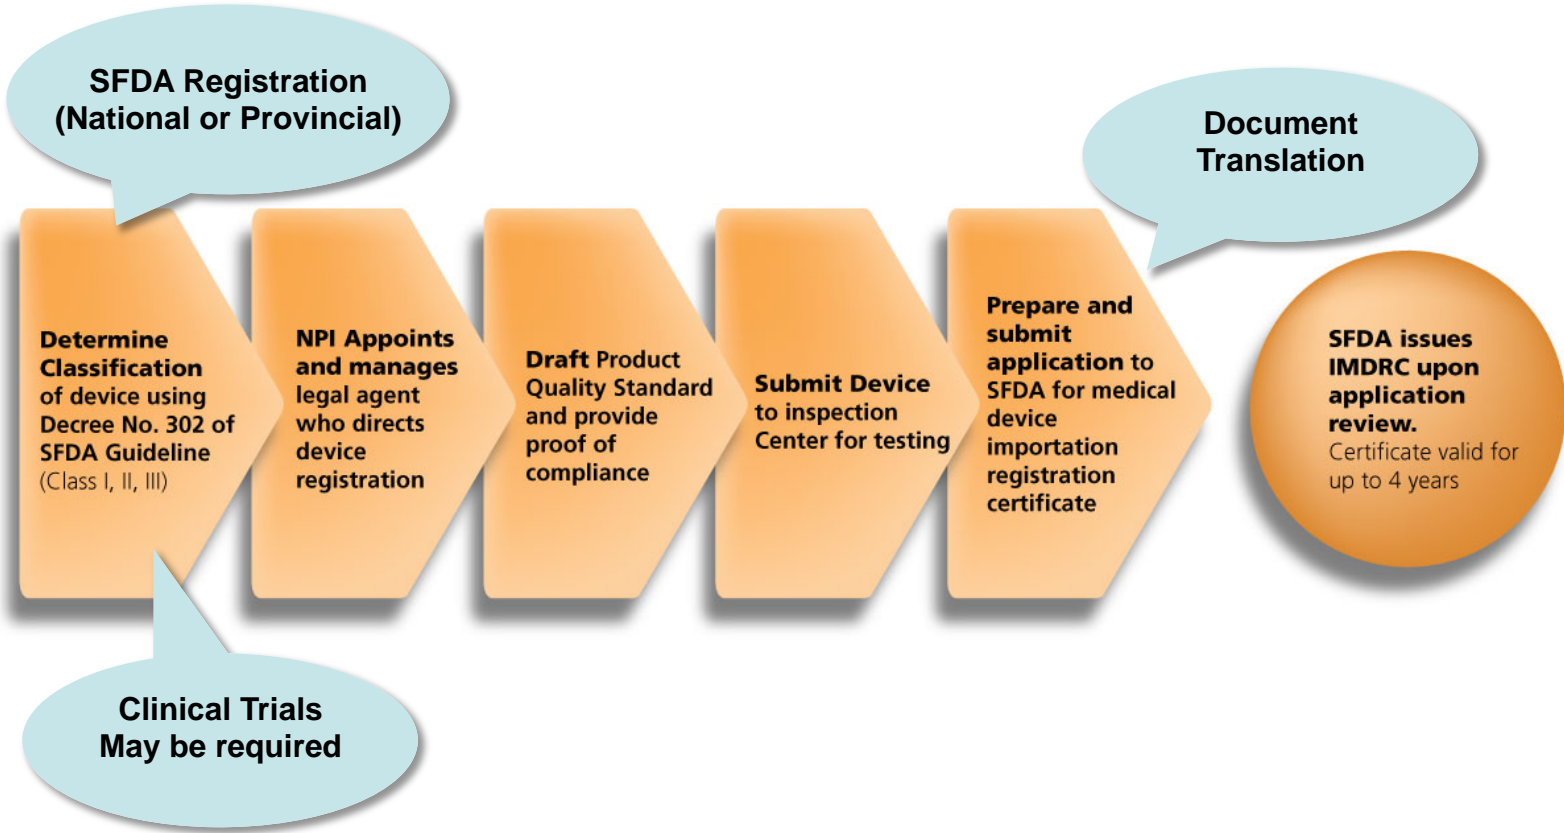 SFDA Registration
(National or Provincial)
Document
Translation
Determine
Classification
of device using
Decree No. 302 of
SFDA Guideline
(Class I, II, III)
NPI Appoints
and manages
legal agent
who directs
device
registration
Draft Product
Quality Standard
and provide
proof of
compliance
Submit Device
to inspection
Center for testing
Prepare and
submit
application to
SFDA for medical
device
importation
registration
certificate
SFDA issues
IMDRC upon
application
review.
Certificate valid for
up to 4 years
Clinical Trials
May be required